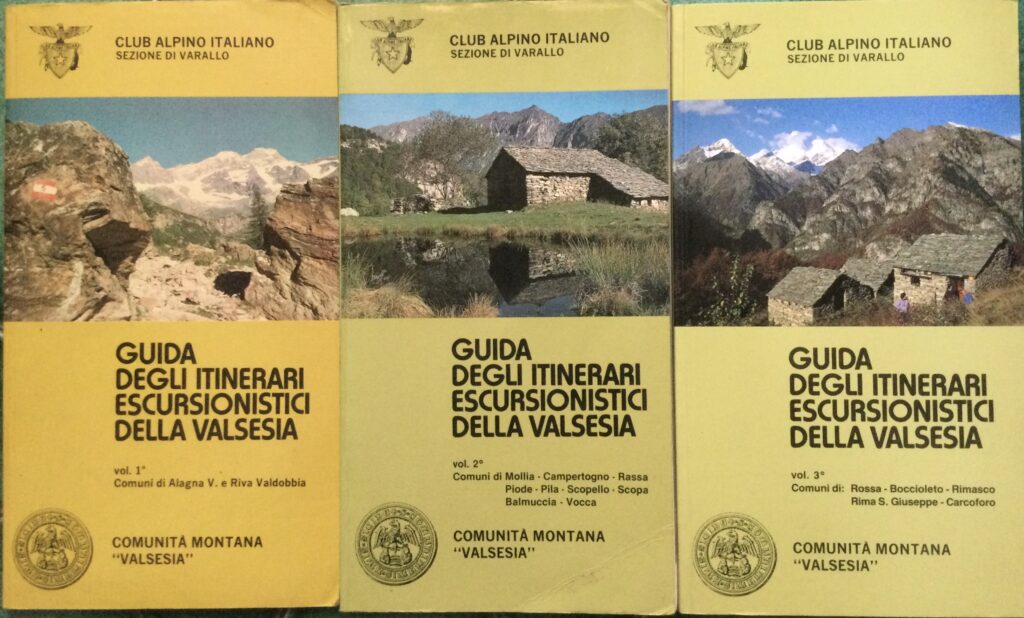 CLUB ALPINO ITALIANO
SEZIONE DI VARALLO
GUIDA
DEGLI ITINERARI
ESCURSIONISTICI
DELLA VALSESIA
vol. 1°
Comuni di Alagna V. e Riva Valdobbia
COMUNITÀ MONTANA
"VALSESIA"
CLUB ALPINO ITALIANO
SEZIONE DI VARALLO
GUIDA
DEGLI ITINERARI
ESCURSIONISTICI
DELLA VALSESIA
vol. 2°
Comuni di Mollia - Campertogno - Rassa
Piode - Pila - Scopello - Scopa
Balmuccia - Vocca
COMUNITÀ MONTANA
"VALSESIA"
CLUB ALPINO ITALIANO
SEZIONE DI VARALLO
GUIDA
DEGLI ITINERARI
ESCURSIONISTICI
DELLA VALSESIA
vol. 3°
Comuni di: Rossa - Boccioleto - Rimasco
Rima S. Giuseppe - Carcoforo
COMUNITÀ MONTANA
"VALSESIA"